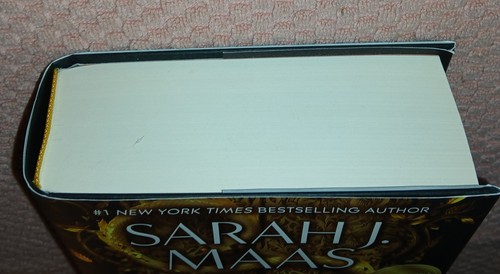 #1 NEW YORK TIMES BESTSELLING AUTHOR
SARAH J.
MAAS